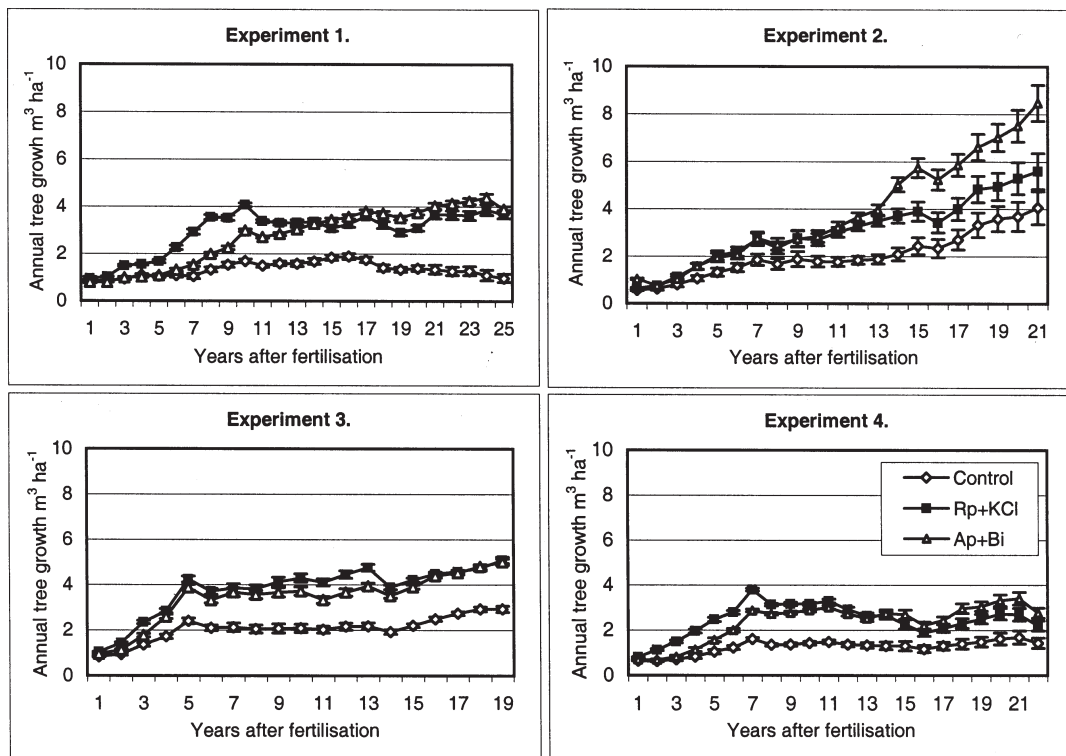 Experiment 1.
Annual tree growh m³ ha⁻¹
10
8
6
4
2
0
1 3 5 7 9 11 13 15 17 19 21 23 25
Years after fertilisation
Experiment 2.
Annual tree growth m³ ha⁻¹
10
8
6
4
2
0
1 3 5 7 9 11 13 15 17 19 21
Years after fertilisation
Experiment 3.
Annual tree growth m³ ha⁻¹
10
8
6
4
2
0
1 3 5 7 9 11 13 15 17 19
Years after fertilisation
Experiment 4.
Annual tree growth m³ ha⁻¹
10
8
6
4
2
0
1 3 5 7 9 11 13 15 17 19 21
Years after fertilisation
Control
Rp+KCl
Ap+Bi